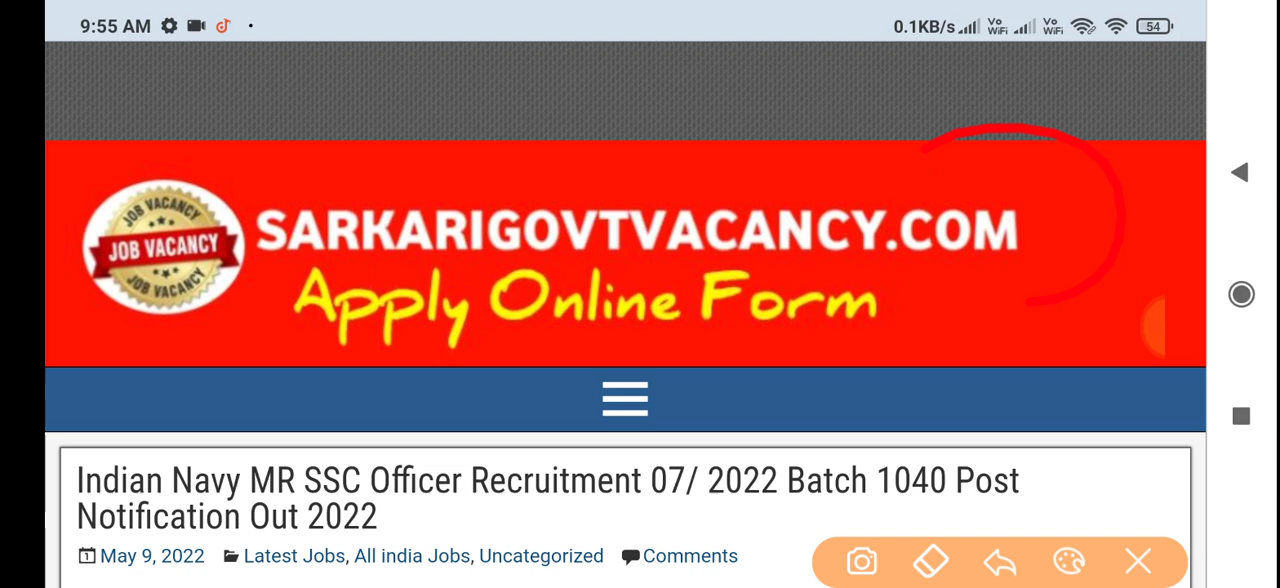 9:55 AM 0.1KB/s Vo WiFi Vo WiFi 54
JOB VACANCY
JOB VACANCY
JOB VACANCY
SARKARIGOVTVACANCY.COM
Apply Online Form
Indian Navy MR SSC Officer Recruitment 07/ 2022 Batch 1040 Post
Notification Out 2022
1 May 9, 2022 Latest Jobs, All india Jobs, Uncategorized Comments